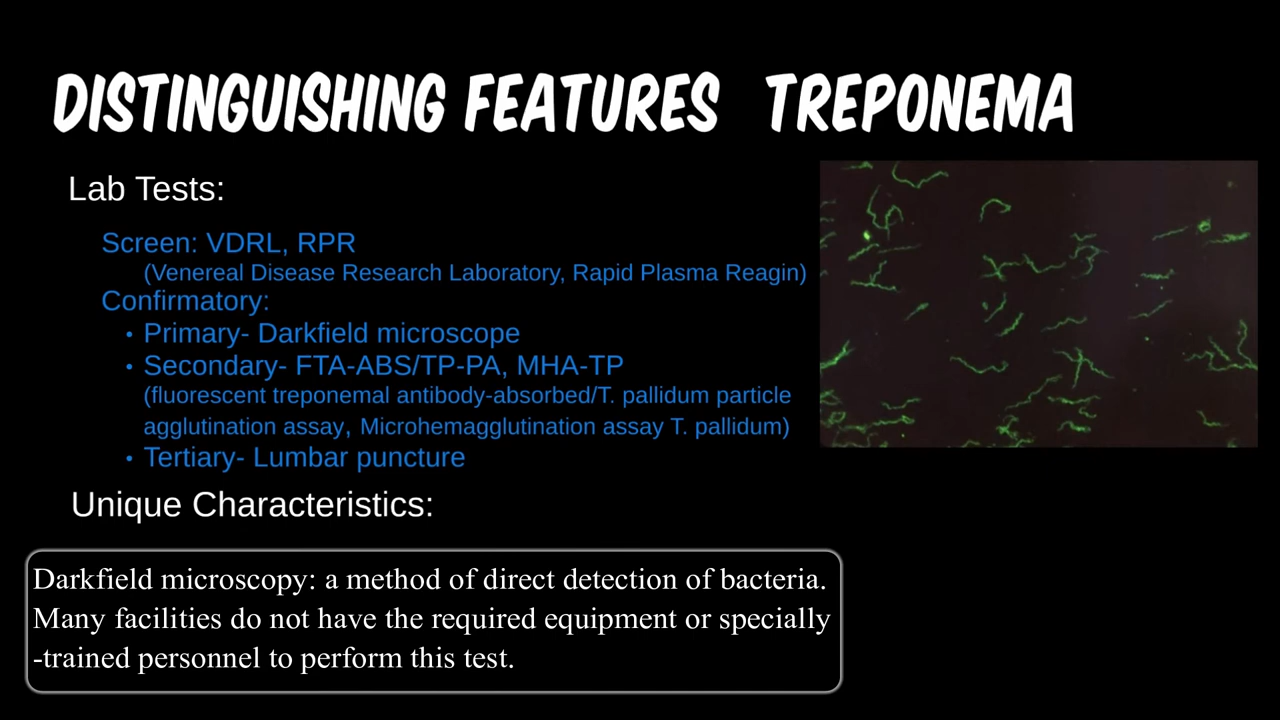 DISTINGUISHING FEATURES TREPONEMA
Lab Tests:
Screen: VDRL, RPR
(Venereal Disease Research Laboratory, Rapid Plasma Reagin)
Confirmatory:
• Primary- Darkfield microscope
• Secondary- FTA-ABS/TP-PA, MHA-TP
(fluorescent treponemal antibody-absorbed/T. pallidum particle
agglutination assay, Microhemagglutination assay T. pallidum)
• Tertiary- Lumbar puncture
Unique Characteristics:
Darkfield microscopy: a method of direct detection of bacteria.
Many facilities do not have the required equipment or specially
-trained personnel to perform this test.